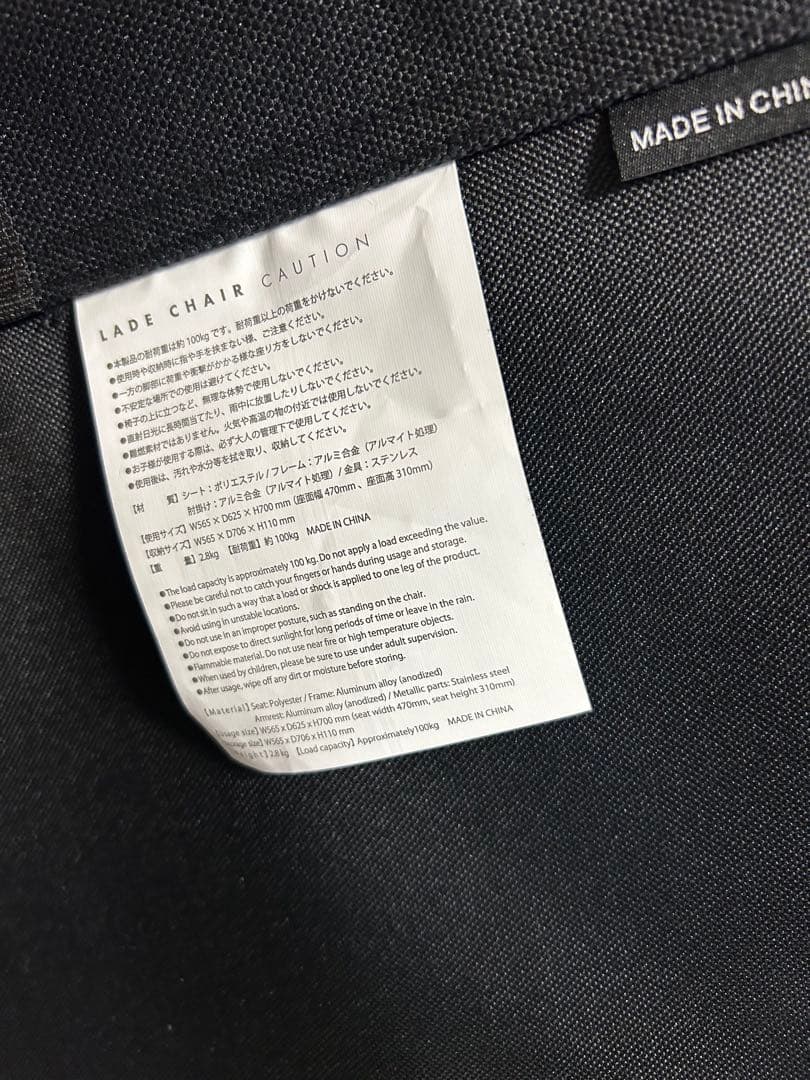 MADE IN CHIN
LADE CHAIR CAUTION
●本製品の耐荷重は約100kgです。耐荷重以上の荷重をかけないでください。
●使用時や収納時に指や手を挟まない様、ご注意ください。
●一方の脚部に荷重や衝撃がかかる様な座り方をしないでください。
●不安定な場所での使用は避けてください。
●椅子の上に立つなど、無理な体勢で使用しないでください。
●直射日光に長時間当てたり、雨中に放置したりしないでください。
●難燃素材ではありません。火気や高温の物の付近では使用しないでください。
●お子様が使用する際は、必ず大人の管理下で使用してください。
●使用後は、汚れや水分等を拭き取り、収納してください。
【材　　質】シート：ポリエステル / フレーム：アルミ合金（アルマイト処理）
肘掛け：アルミ合金（アルマイト処理）/ 金具：ステンレス
【使用サイズ】W565 × D625 × H700 mm（座面幅 470mm 、座面高 310mm）
【収納サイズ】W565 × D706 × H110 mm
【重　　量】2.8kg 【耐荷重】約 100kg MADE IN CHINA
●The load capacity is approximately 100 kg. Do not apply a load exceeding the value.
●Please be careful not to catch your fingers or hands during usage and storage.
●Do not sit in such a way that a load or shock is applied to one leg of the product.
●Avoid using in unstable locations.
●Do not use in an improper posture, such as standing on the chair.
●Do not expose to direct sunlight for long periods of time or leave in the rain.
●Flammable material. Do not use near fire or high temperature objects.
●When used by children, please be sure to use under adult supervision.
●After usage, wipe off any dirt or moisture before storing.
【Material】Seat: Polyester / Frame: Aluminum alloy (anodized)
Armrest: Aluminum alloy (anodized) / Metallic parts: Stainless steel
size】W565 x D625 x H700 mm (seat width 470mm, seat height 310mm)
size】W565 x D706 x H110 mm
2.8 kg 【Load capacity】Approximately100kg MADE IN CHINA